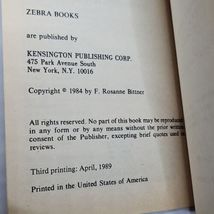 ZEBRA BOOKS
are published by
KENSINGTON PUBLISHING CORP.
475 Park Avenue South
New York, N.Y. 10016
Copyright © 1984 by F. Rosanne Bittner
All rights reserved. No part of this book may be reproduced
in any form or by any means without the prior written
consent of the Publisher, excepting brief quotes used in
reviews.
Third printing: April, 1989
Printed in the United States of America